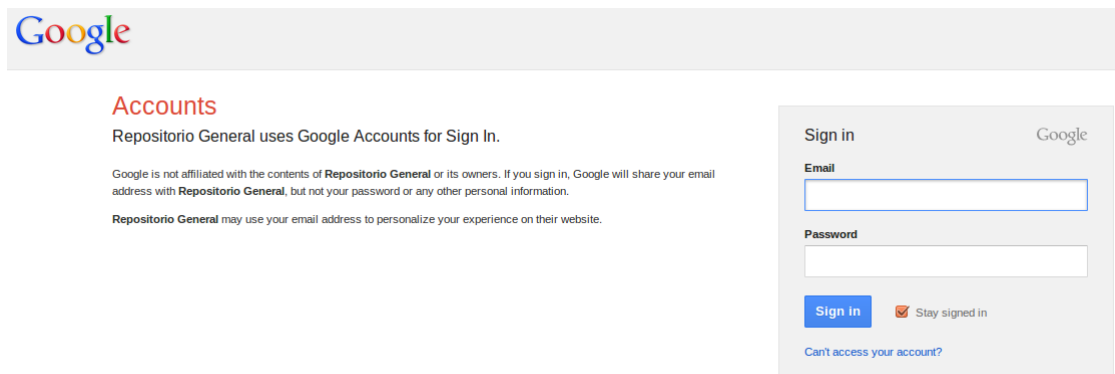 Google
Accounts
Repositorio General uses Google Accounts for Sign In.
Google is not affiliated with the contents of Repositorio General or its owners. If you sign in, Google will share your email
address with Repositorio General, but not your password or any other personal information.
Repositorio General may use your email address to personalize your experience on their website.
Sign in Google
Email
Password
Sign in Stay signed in
Can't access your account?